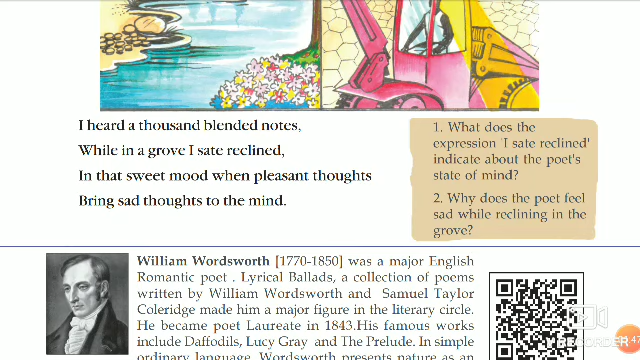 I heard a thousand blended notes,
While in a grove I sate reclined,
In that sweet mood when pleasant thoughts
Bring sad thoughts to the mind.
1. What does the
expression 'I sate reclined'
indicate about the poet's
state of mind?
2. Why does the poet feel
sad while reclining in the
grove?
William Wordsworth [1770-1850] was a major English
Romantic poet . Lyrical Ballads, a collection of poems
written by William Wordsworth and Samuel Taylor
Coleridge made him a major figure in the literary circle.
He became poet Laureate in 1843.His famous works
include Daffodils, Lucy Gray and The Prelude. In simple
ordinary language, Wordsworth presents nature as an
RECORDER